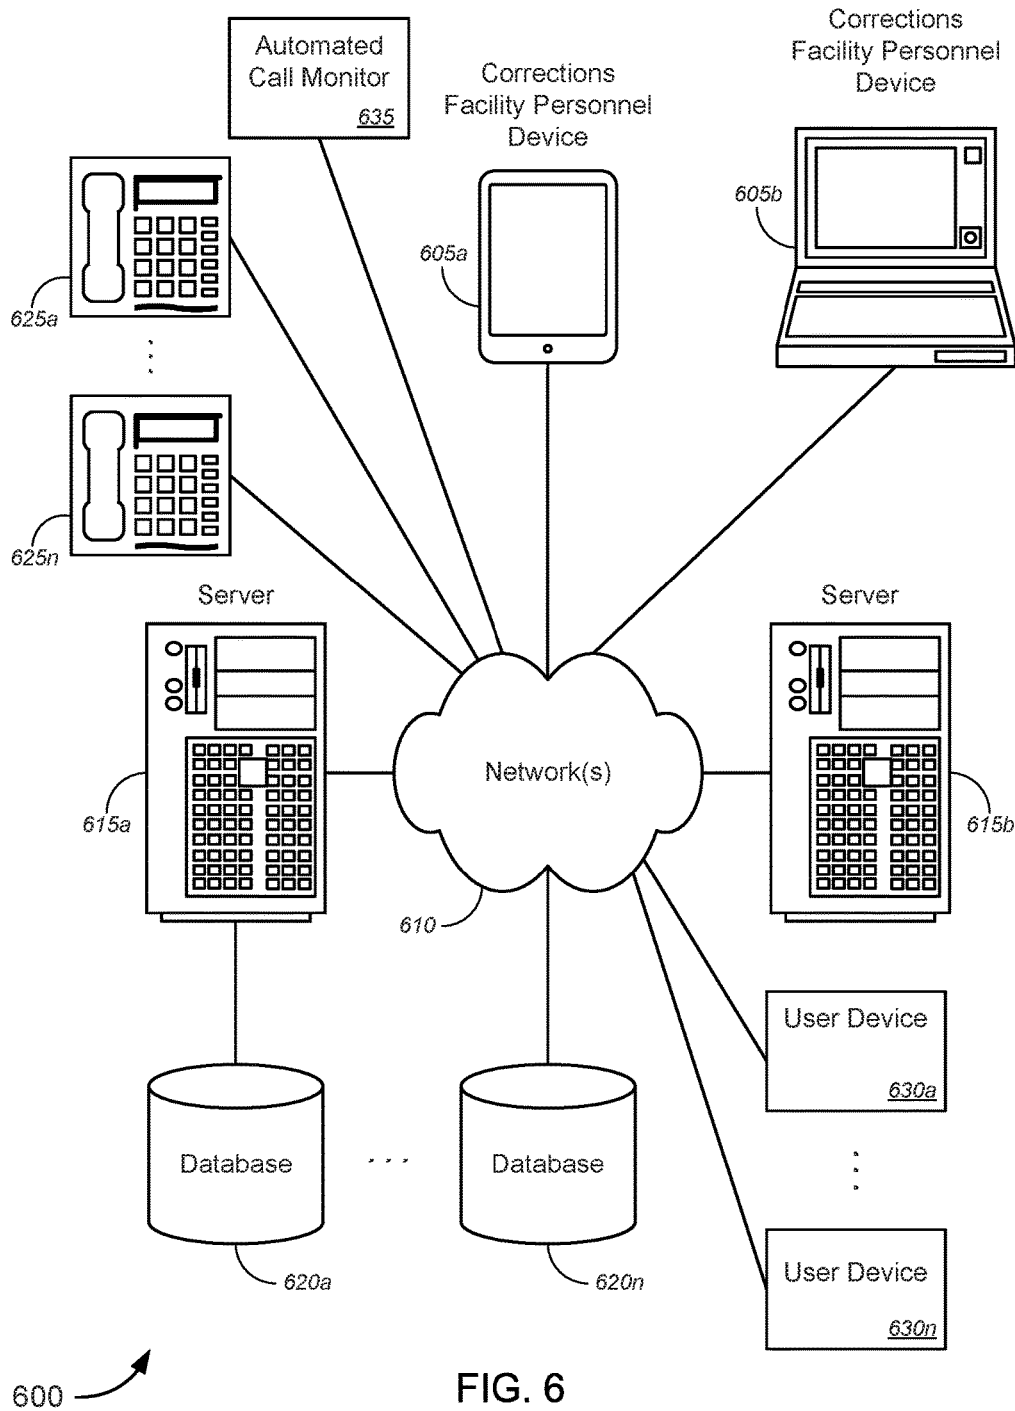 Automated
Call Monitor
635
Corrections
Facility Personnel
Device
Corrections
Facility Personnel
Device
605a
605b
625a
625n
Server
Server
Network(s)
615a
615b
610
User Device
630a
Database
Database
620a
620n
User Device
630n
600
FIG. 6